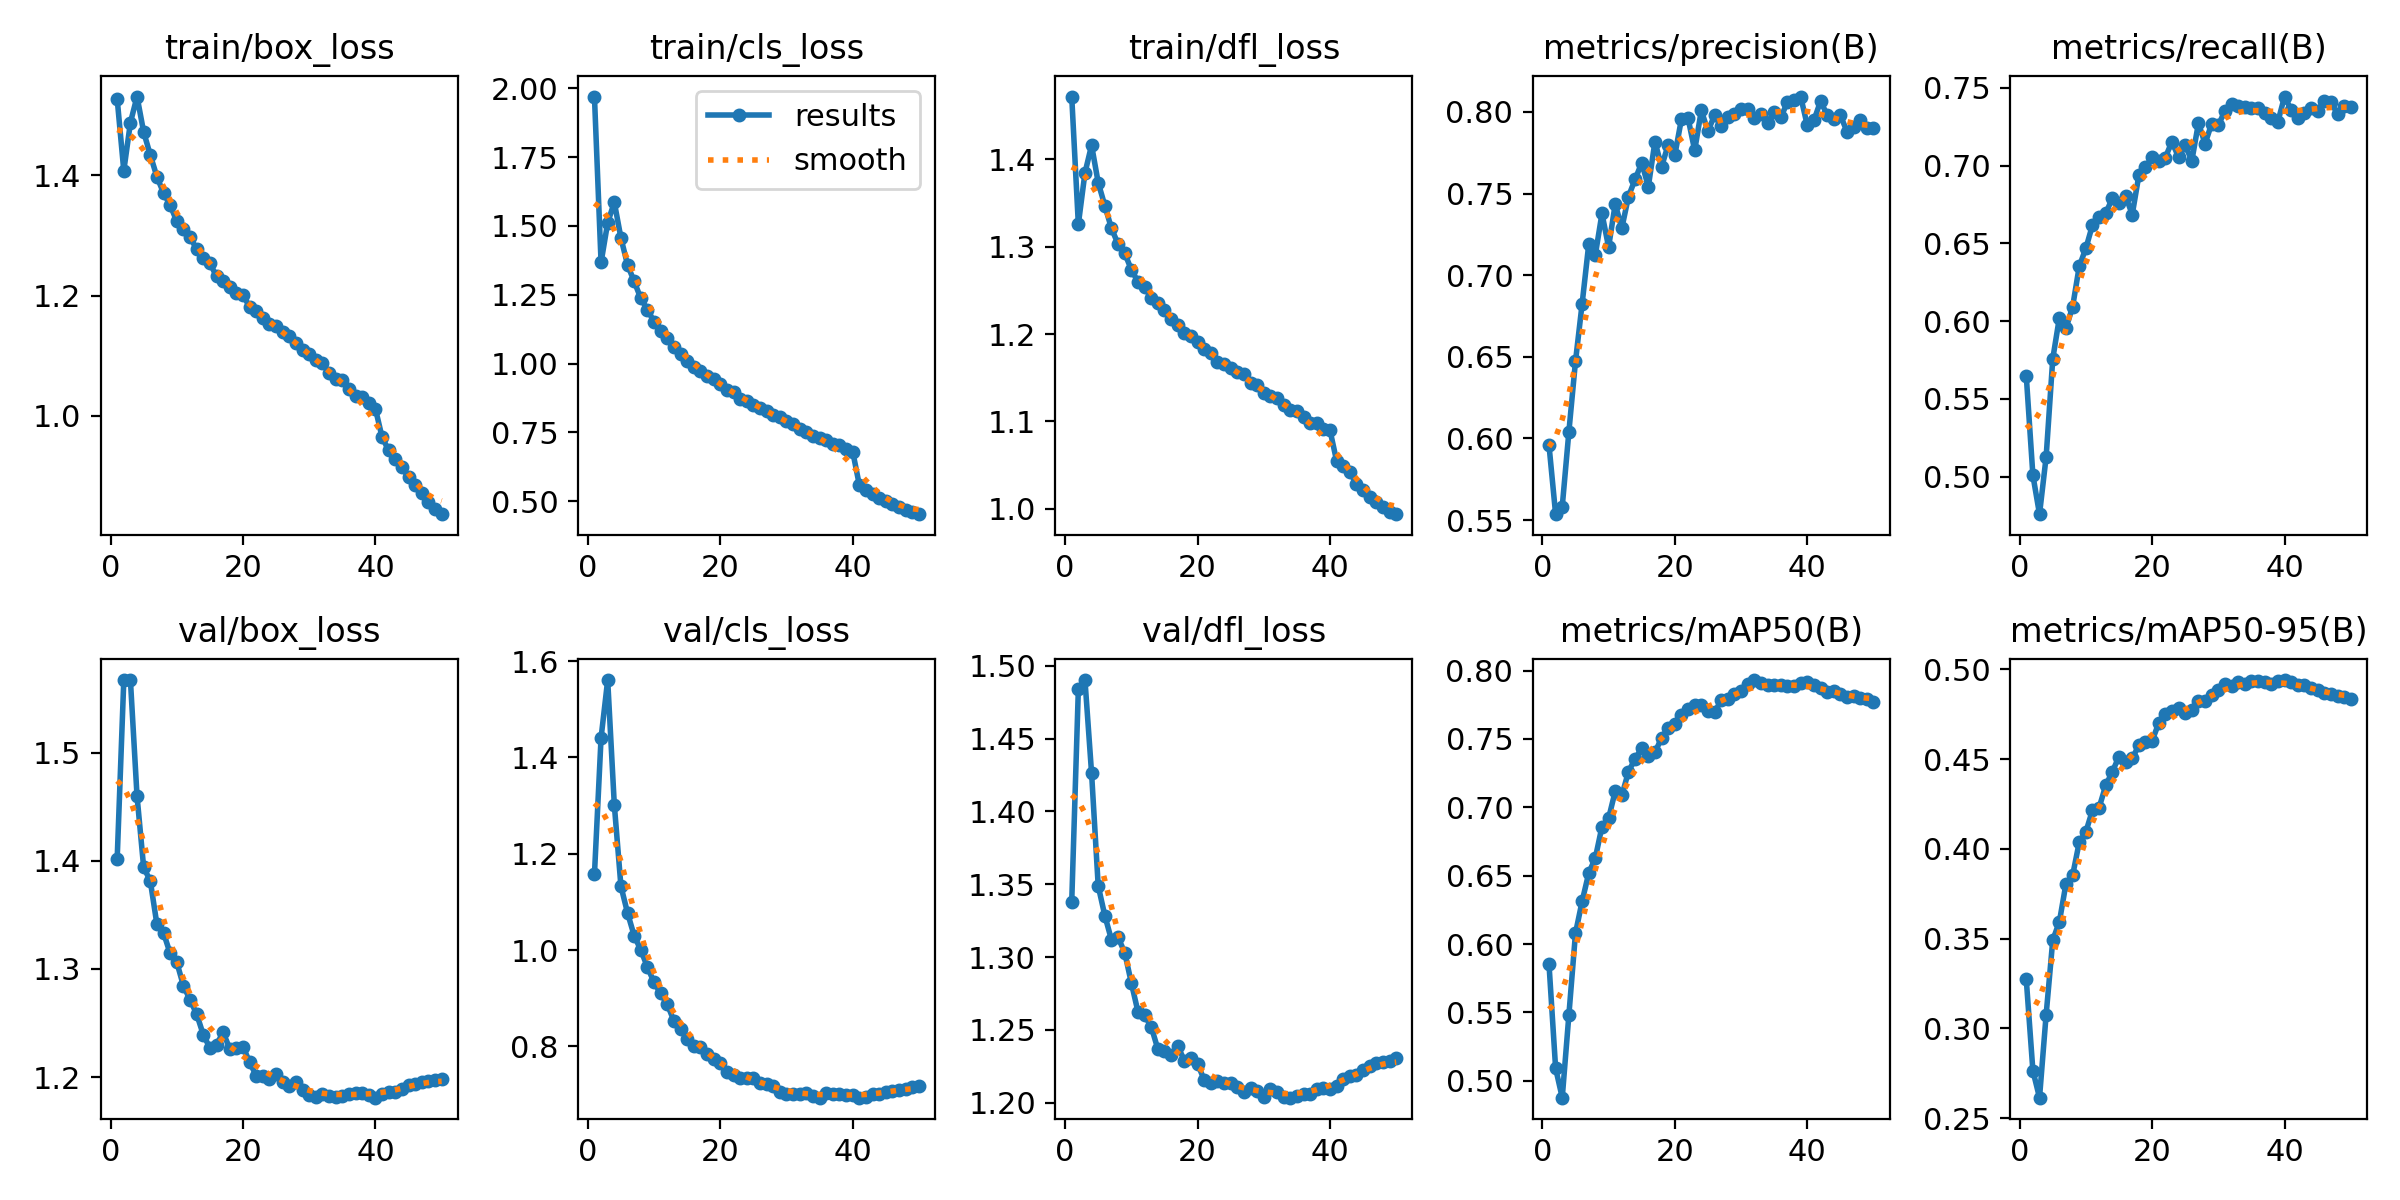 train/box_loss
train/cls_loss
train/dfl_loss
metrics/precision(B)
metrics/recall(B)
results
smooth
1.4
1.2
1.0
0 20 40
2.00
1.75
1.50
1.25
1.00
0.75
0.50
0 20 40
1.4
1.3
1.2
1.1
1.0
0 20 40
0.80
0.75
0.70
0.65
0.60
0.55
0 20 40
0.75
0.70
0.65
0.60
0.55
0.50
0 20 40
val/box_loss
val/cls_loss
val/dfl_loss
metrics/mAP50(B)
metrics/mAP50-95(B)
1.5
1.4
1.3
1.2
0 20 40
1.6
1.4
1.2
1.0
0.8
0 20 40
1.50
1.45
1.40
1.35
1.30
1.25
1.20
0 20 40
0.80
0.75
0.70
0.65
0.60
0.55
0.50
0 20 40
0.50
0.45
0.40
0.35
0.30
0.25
0 20 40